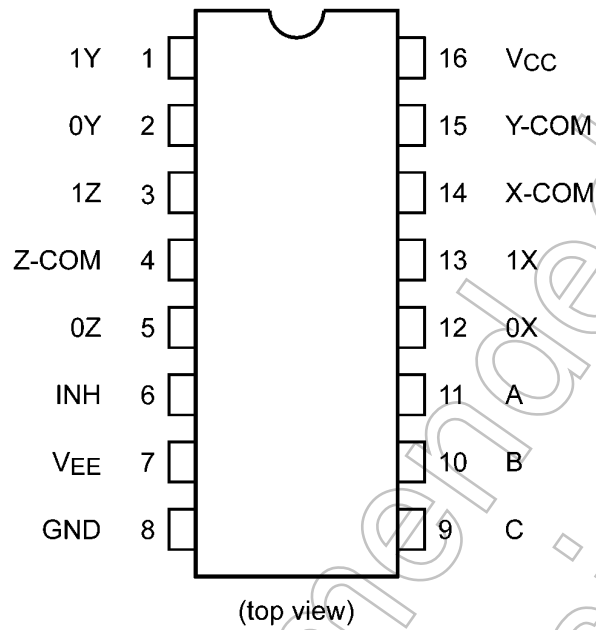 1Y 1 16 VCC
0Y 2 15 Y-COM
1Z 3 14 X-COM
Z-COM 4 13 1X
0Z 5 12 0X
INH 6 11 A
VEE 7 10 B
GND 8 9 C
(top view)